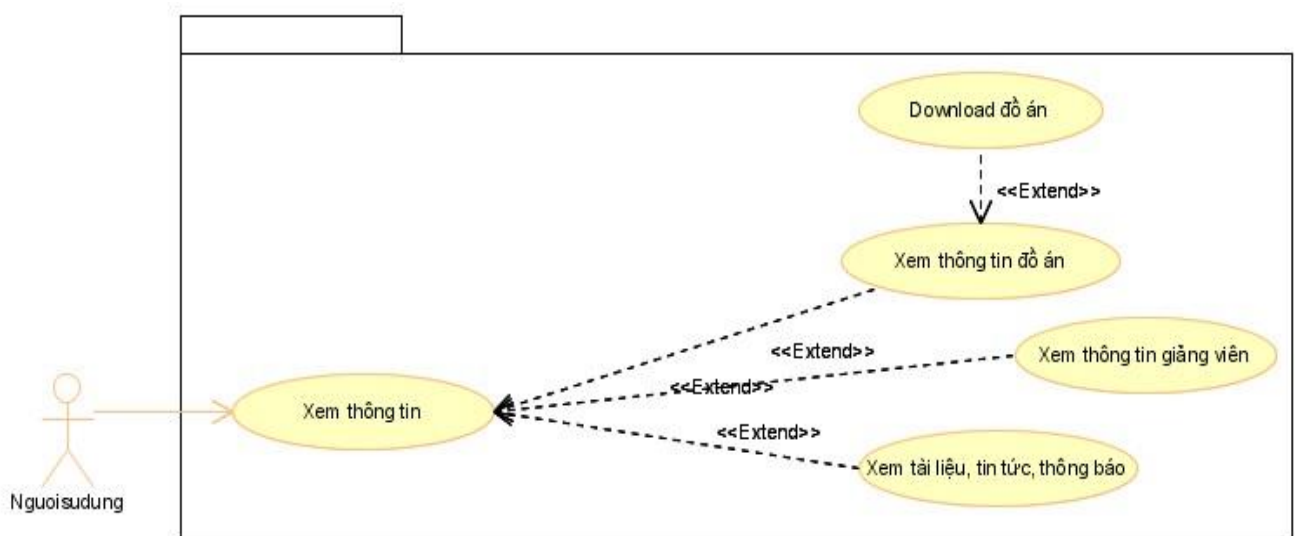 Download đồ án
<<Extend>>
Xem thông tin đồ án
<<Extend>>
Xem thông tin giảng viên
<<Extend>>
Xem thông tin
<<Extend>>
Xem tài liệu, tin tức, thông báo
Nguoisudung